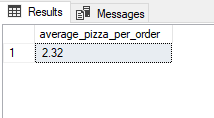 Results Messages
average_pizza_per_order
1 2.32